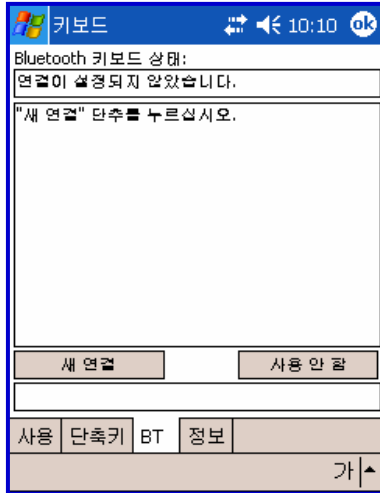 키보드 10:10 ok
Bluetooth 키보드 상태:
연결이 설정되지 않았습니다.
"새 연결" 단추를 누르십시오.
새 연결 사용 안 함
사용 단축키 BT 정보
가